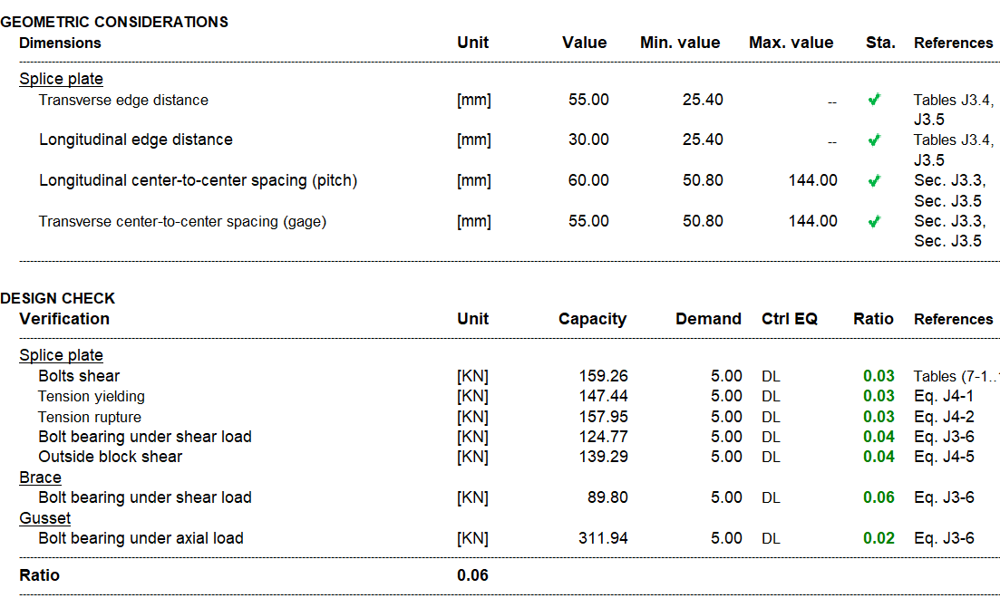 GEOMETRIC CONSIDERATIONS
Dimensions Unit Value Min. value Max. value Sta. References
Splice plate
Transverse edge distance [mm] 55.00 25.40 -- ✔ Tables J3.4,
J3.5
Longitudinal edge distance [mm] 30.00 25.40 -- ✔ Tables J3.4,
J3.5
Longitudinal center-to-center spacing (pitch) [mm] 60.00 50.80 144.00 ✔ Sec. J3.3,
Sec. J3.5
Transverse center-to-center spacing (gage) [mm] 55.00 50.80 144.00 ✔ Sec. J3.3,
Sec. J3.5
DESIGN CHECK
Verification Unit Capacity Demand Ctrl EQ Ratio References
Splice plate
Bolts shear [KN] 159.26 5.00 DL 0.03 Tables (7-1..
Tension yielding [KN] 147.44 5.00 DL 0.03 Eq. J4-1
Tension rupture [KN] 157.95 5.00 DL 0.03 Eq. J4-2
Bolt bearing under shear load [KN] 124.77 5.00 DL 0.04 Eq. J3-6
Outside block shear [KN] 139.29 5.00 DL 0.04 Eq. J4-5
Brace
Bolt bearing under shear load [KN] 89.80 5.00 DL 0.06 Eq. J3-6
Gusset
Bolt bearing under axial load [KN] 311.94 5.00 DL 0.02 Eq. J3-6
Ratio 0.06